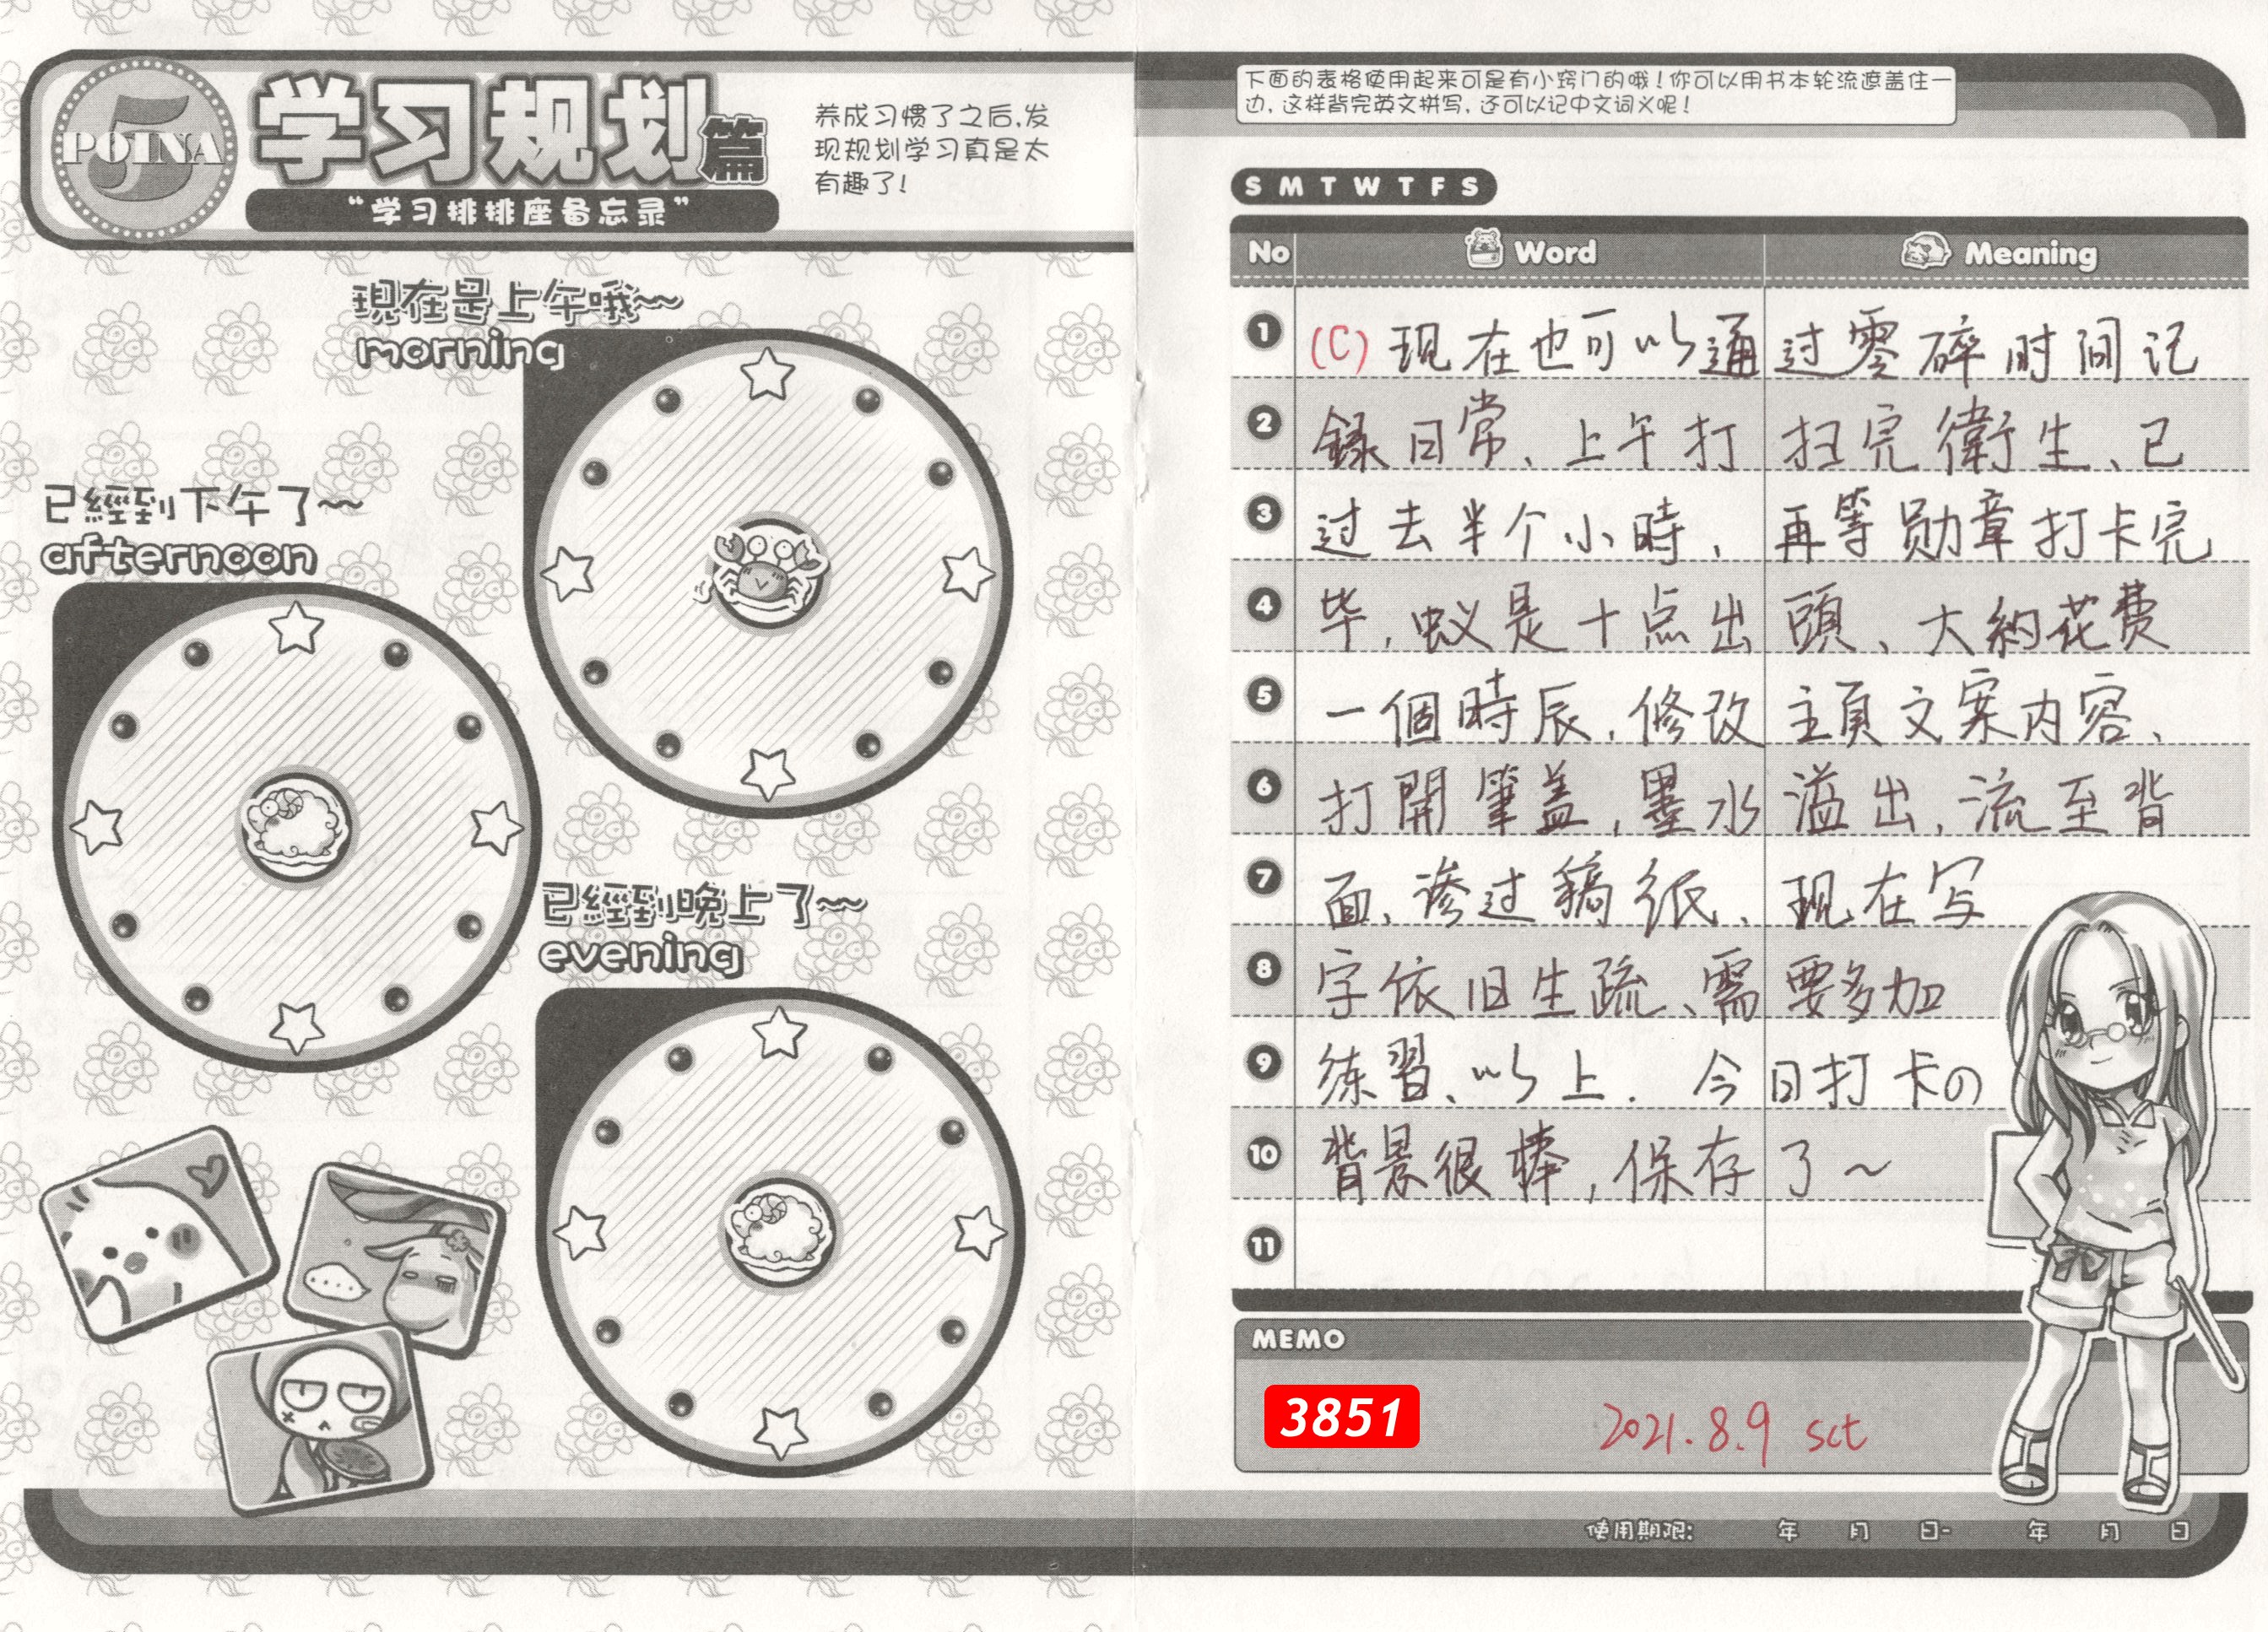 5
POINA
学习规划篇
“学习排排座备忘录”
养成习惯了之后,发
现规划学习真是太
有趣了!
現在是上午哦~~
morning
已經到下午了~~
afternoon
已經到晚上了~~
evening
下面的表格使用起来可是有小窍门的哦!你可以用书本轮流遮盖住一
边,这样背完英文拼写,还可以记中文词义呢!
S M T W T F S
No Word Meaning
1 (C)现在也可以通过零碎时间记
2 録日常、上午打扫完衛生、已
3 过去半个小時,再等勋章打卡完
4 毕,蚁是十点出頭、大約花费
5 一個時辰,修改主頁文案内容、
6 打開筆盖,墨水溢出,流至背
7 面、渗过稿纸、现在写
8 字依旧生疏、需要多加
9 练習、以上. 今日打卡の
10 背景很棒,保存了~
11
MEMO
3851
2021.8.9 sct
使用期限: 年 月 日- 年 月 日